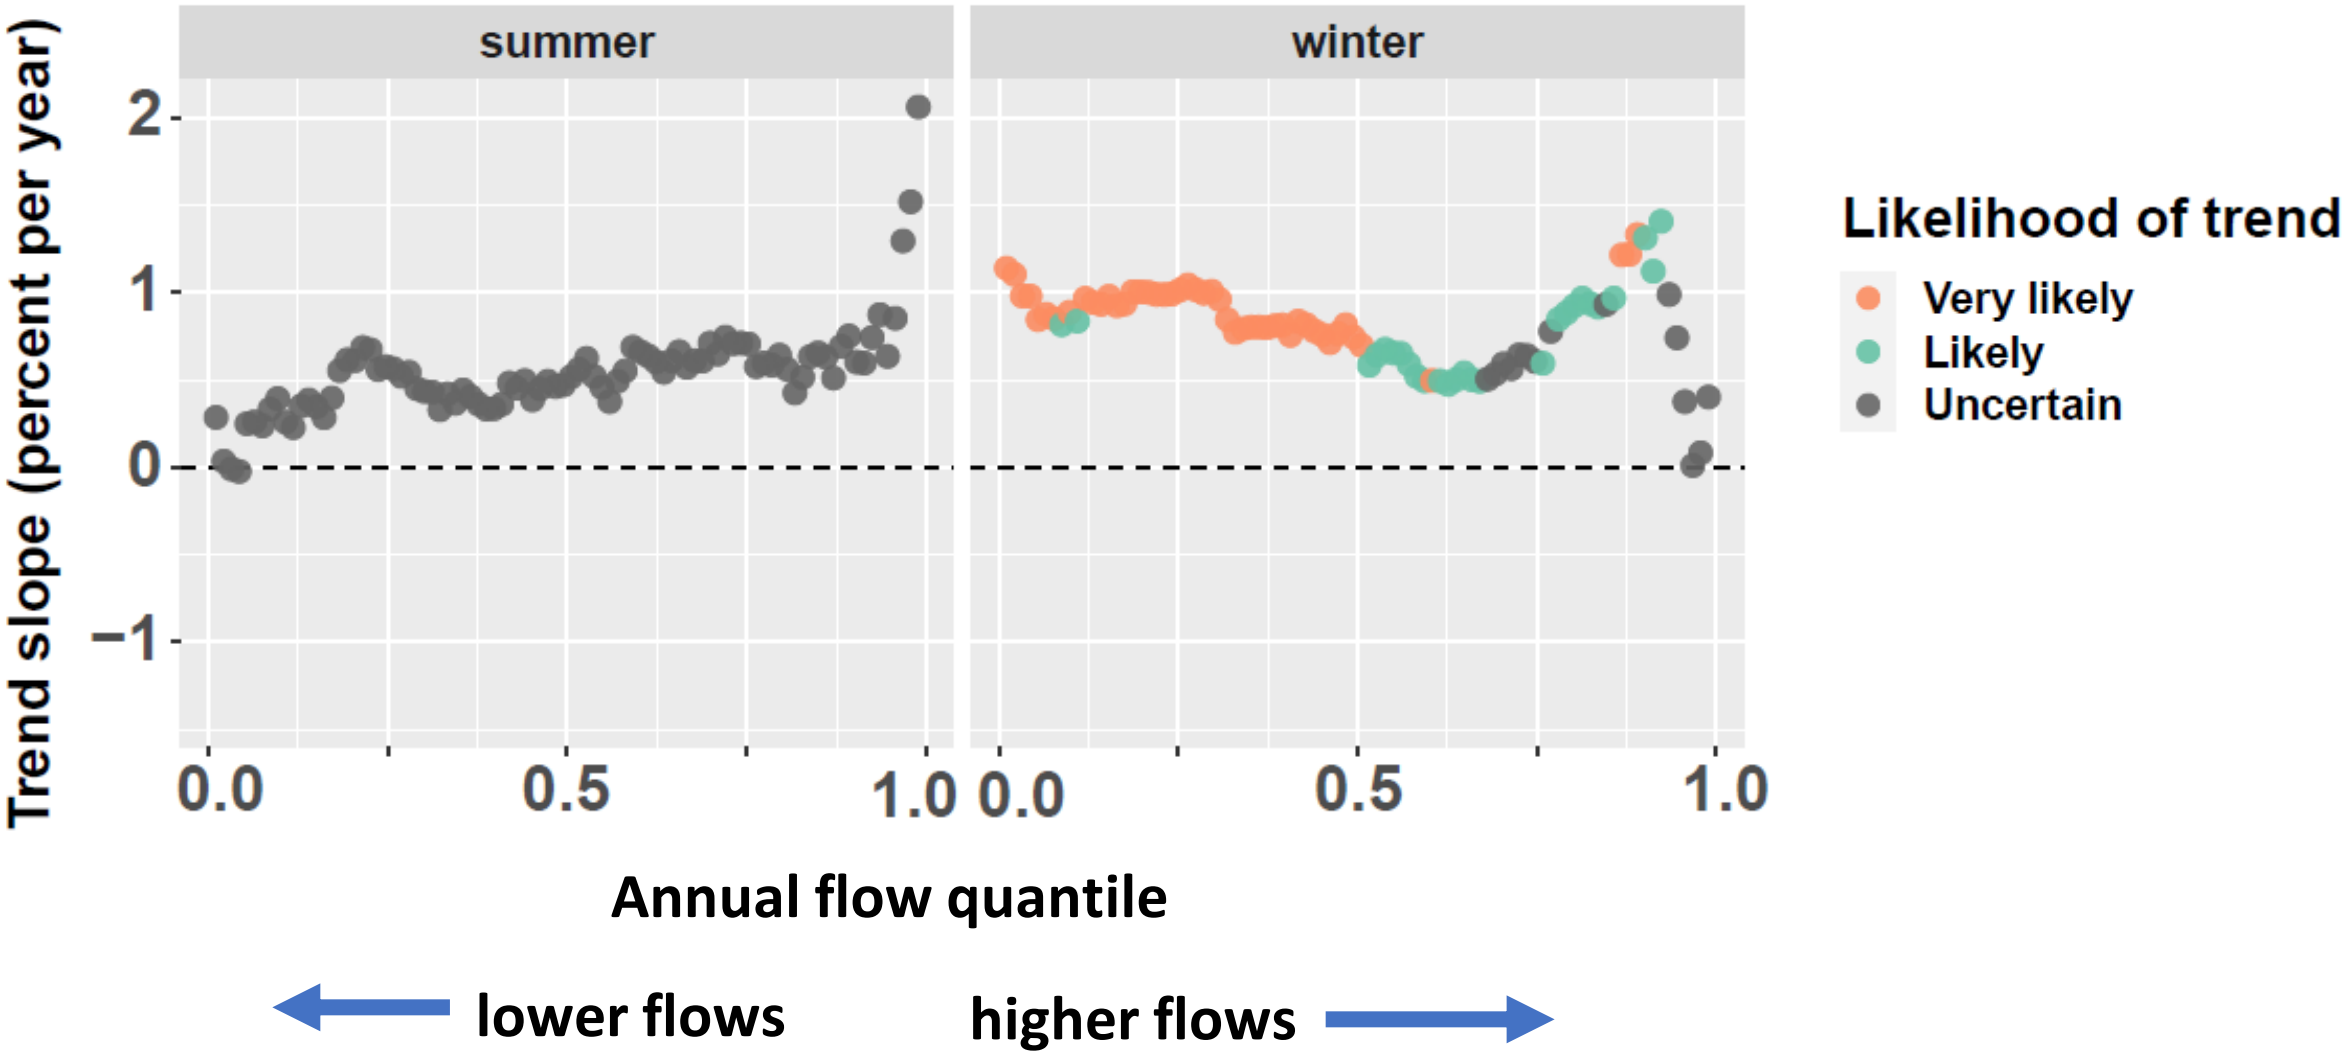 summer
winter
Trend slope (percent per year)
2
1
0
−1
0.0
0.5
1.0
0.0
0.5
1.0
Likelihood of trend
Very likely
Likely
Uncertain
Annual flow quantile
lower flows
higher flows